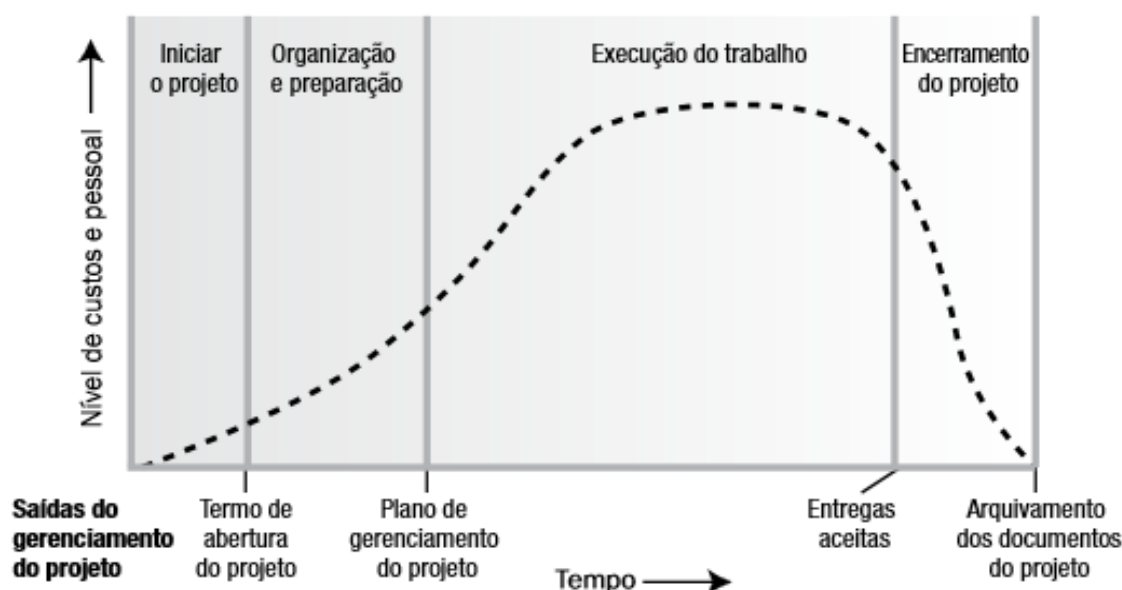 Iniciar
o projeto
Organização
e preparação
Execução do trabalho
Encerramento
do projeto
Nível de custos e pessoal
Saídas do
gerenciamento
do projeto
Termo de
abertura
do projeto
Plano de
gerenciamento
do projeto
Entregas
aceitas
Arquivamento
dos documentos
do projeto
Tempo